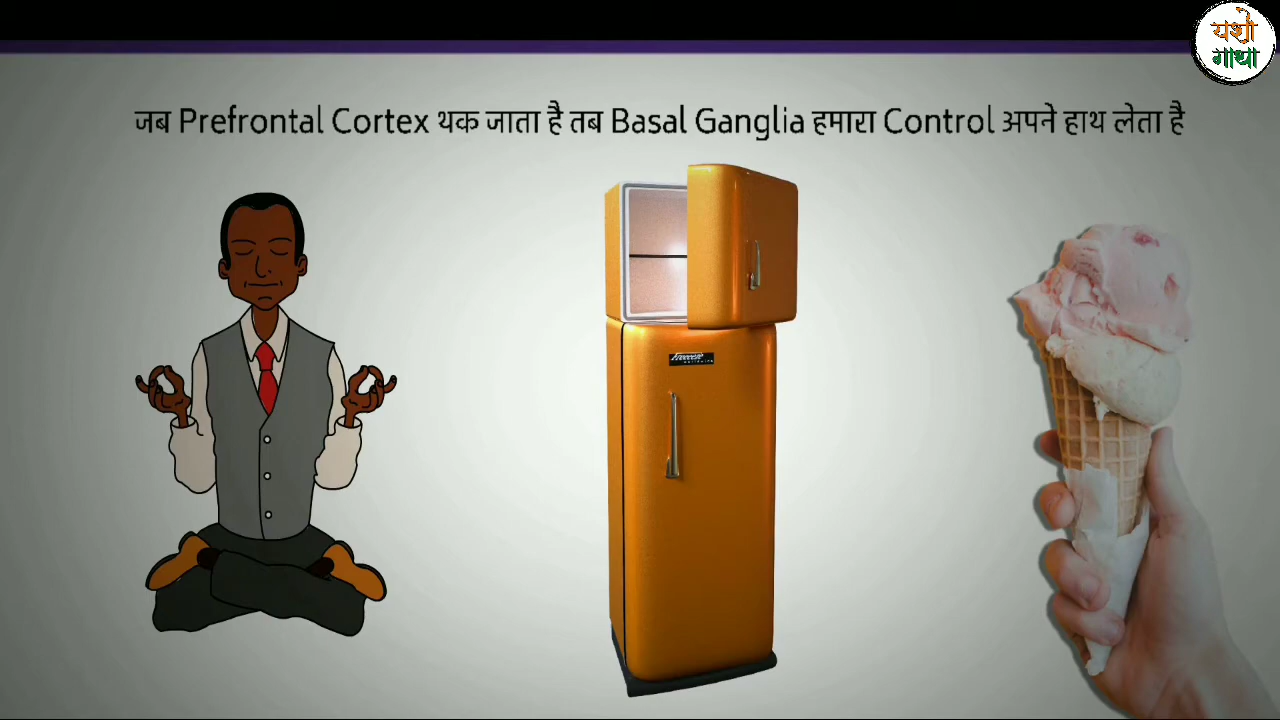 यशो
गाथा
जब Prefrontal Cortex थक जाता है तब Basal Ganglia हमारा Control अपने हाथ लेता है